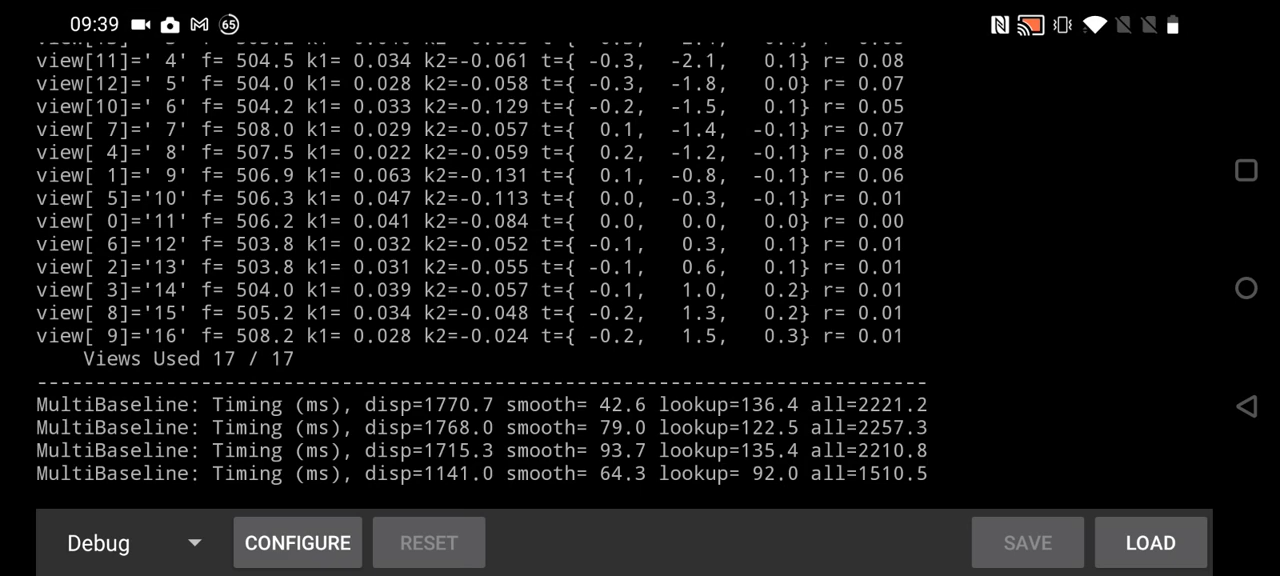 09:39 65
view[11]=' 4' f= 504.5 k1= 0.034 k2=-0.061 t={ -0.3,  -2.1,   0.1} r= 0.08
view[12]=' 5' f= 504.0 k1= 0.028 k2=-0.058 t={ -0.3,  -1.8,   0.0} r= 0.07
view[10]=' 6' f= 504.2 k1= 0.033 k2=-0.129 t={ -0.2,  -1.5,   0.1} r= 0.05
view[ 7]=' 7' f= 508.0 k1= 0.029 k2=-0.057 t={  0.1,  -1.4,  -0.1} r= 0.07
view[ 4]=' 8' f= 507.5 k1= 0.022 k2=-0.059 t={  0.2,  -1.2,  -0.1} r= 0.08
view[ 1]=' 9' f= 506.9 k1= 0.063 k2=-0.131 t={  0.1,  -0.8,  -0.1} r= 0.06
view[ 5]='10' f= 506.3 k1= 0.047 k2=-0.113 t={  0.0,  -0.3,  -0.1} r= 0.01
view[ 0]='11' f= 506.2 k1= 0.041 k2=-0.084 t={  0.0,   0.0,   0.0} r= 0.00
view[ 6]='12' f= 503.8 k1= 0.032 k2=-0.052 t={ -0.1,   0.3,   0.1} r= 0.01
view[ 2]='13' f= 503.8 k1= 0.031 k2=-0.055 t={ -0.1,   0.6,   0.1} r= 0.01
view[ 3]='14' f= 504.0 k1= 0.039 k2=-0.057 t={ -0.1,   1.0,   0.2} r= 0.01
view[ 8]='15' f= 505.2 k1= 0.034 k2=-0.048 t={ -0.2,   1.3,   0.2} r= 0.01
view[ 9]='16' f= 508.2 k1= 0.028 k2=-0.024 t={ -0.2,   1.5,   0.3} r= 0.01
    Views Used 17 / 17
----------------------------------------------------------------------------
MultiBaseline: Timing (ms), disp=1770.7 smooth= 42.6 lookup=136.4 all=2221.2
MultiBaseline: Timing (ms), disp=1768.0 smooth= 79.0 lookup=122.5 all=2257.3
MultiBaseline: Timing (ms), disp=1715.3 smooth= 93.7 lookup=135.4 all=2210.8
MultiBaseline: Timing (ms), disp=1141.0 smooth= 64.3 lookup= 92.0 all=1510.5
Debug CONFIGURE RESET SAVE LOAD